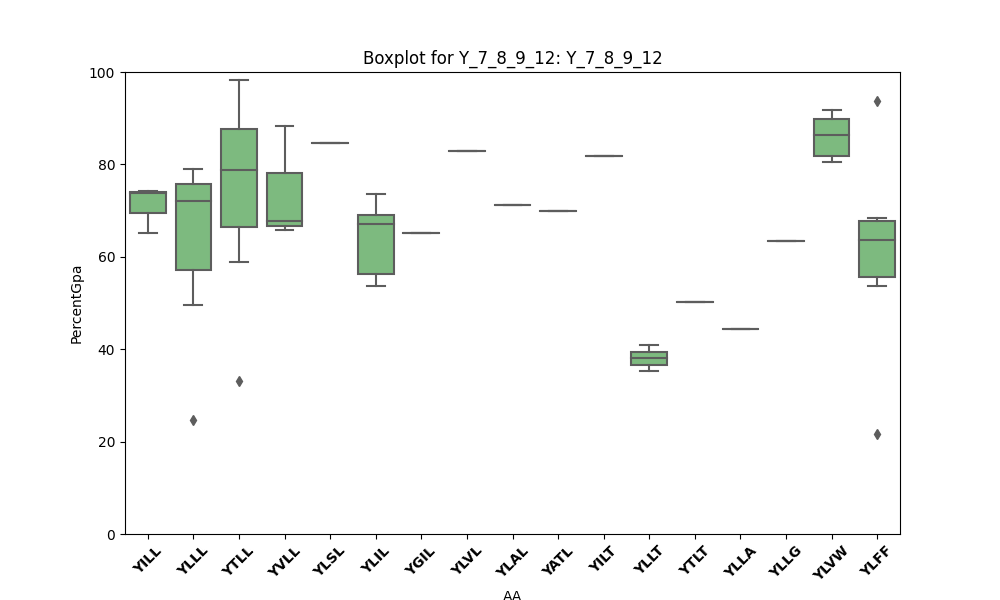 Boxplot for Y_7_8_9_12: Y_7_8_9_12
PercentGpa
100
80
60
40
20
0
YILL YLLL YTLL YVLL YLSL YLIL YGIL YLVL YLAL YATL YILT YLLT YTLT YLLA YLLG YLVW YLFF
AA